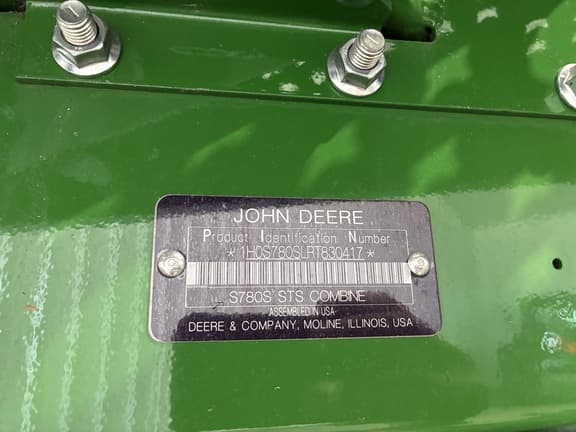 JOHN DEERE
Product Identification Number
*1H0S780SLRT830417*
S780S STS COMBINE
ASSEMBLED IN USA
DEERE & COMPANY, MOLINE, ILLINOIS, USA